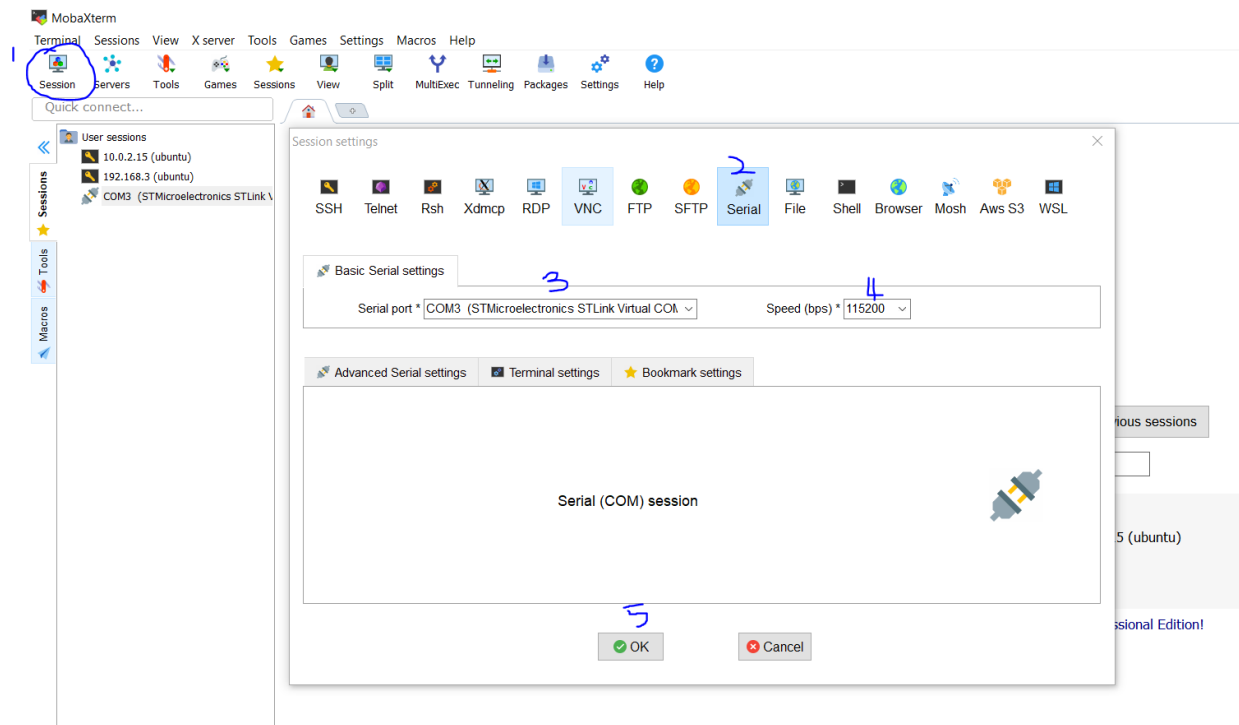 MobaXterm
Terminal Sessions View X server Tools Games Settings Macros Help
1
Session Servers Tools Games Sessions View Split MultiExec Tunneling Packages Settings Help
Quick connect...
User sessions
10.0.2.15 (ubuntu)
192.168.3 (ubuntu)
COM3 (STMicroelectronics STLink V
Sessions
Tools
Macros
Session settings
2
SSH Telnet Rsh Xdmcp RDP VNC FTP SFTP Serial File Shell Browser Mosh Aws S3 WSL
Basic Serial settings
3
4
Serial port * COM3 (STMicroelectronics STLink Virtual COM Speed (bps) * 115200
Advanced Serial settings Terminal settings Bookmark settings
Serial (COM) session
5
OK Cancel
vious sessions
5 (ubuntu)
ssional Edition!